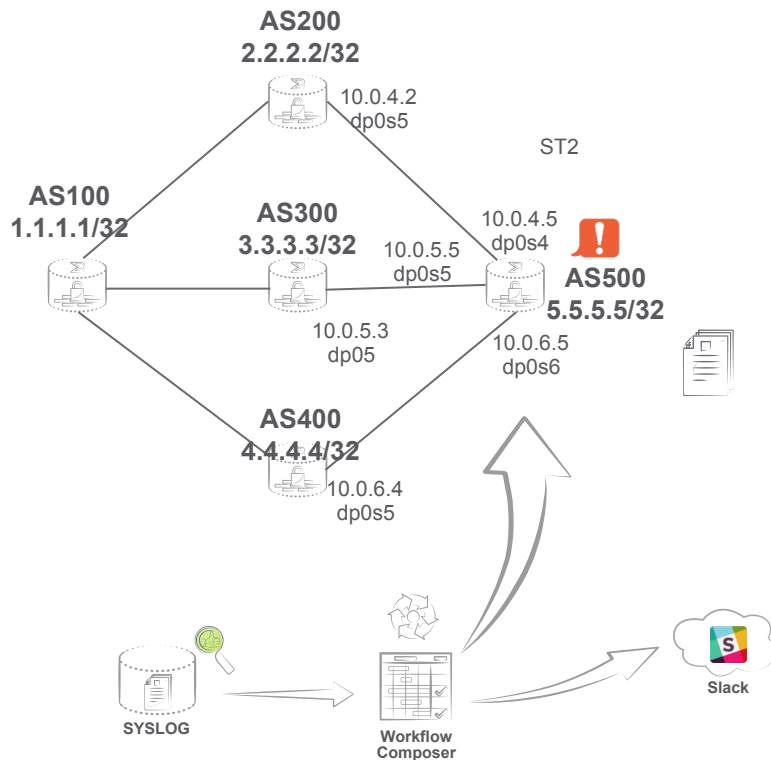 AS200
2.2.2.2/32
10.0.4.2
dp0s5
ST2
AS100
1.1.1.1/32
AS300
3.3.3.3/32
10.0.4.5
dp0s4
10.0.5.5
dp0s5
AS500
5.5.5.5/32
10.0.5.3
dp05
10.0.6.5
dp0s6
AS400
4.4.4.4/32
10.0.6.4
dp0s5
S
Slack
SYSLOG
Workflow
Composer